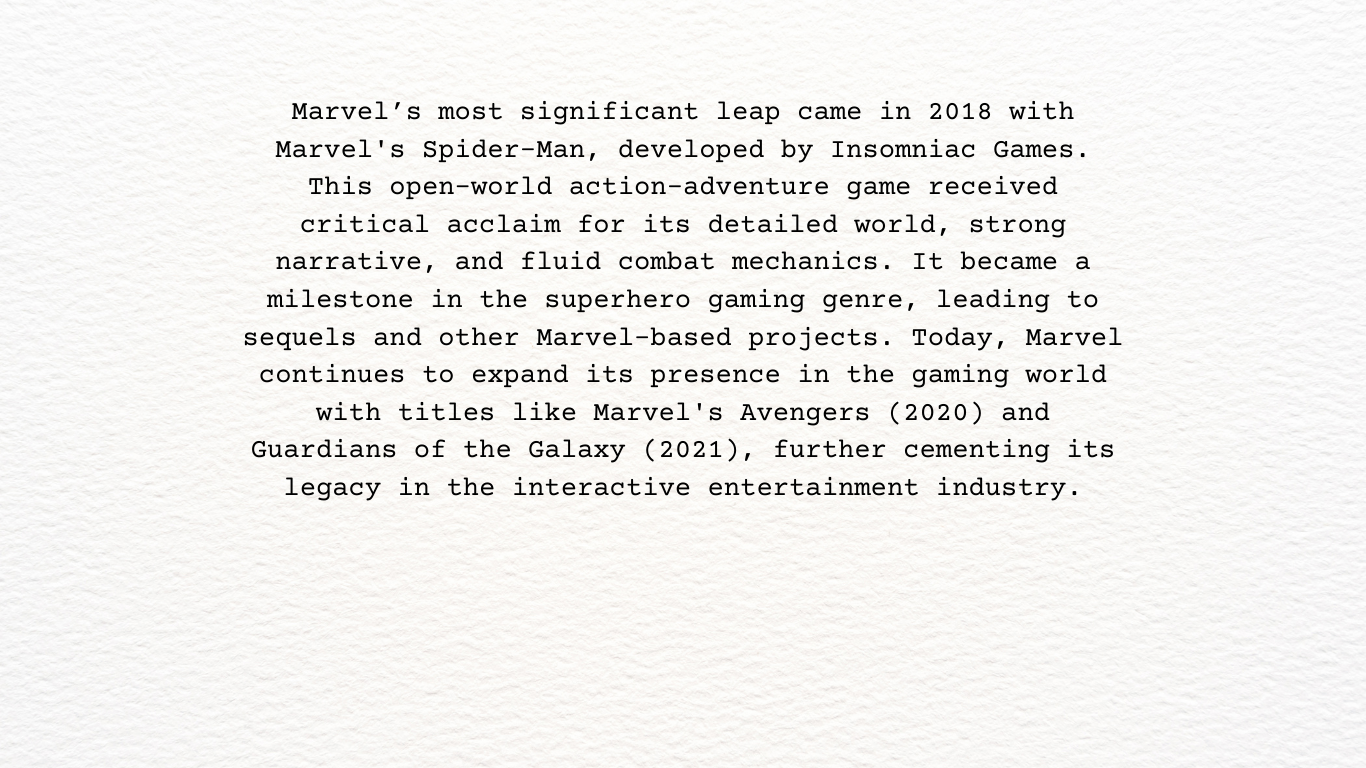 Marvel’s most significant leap came in 2018 with
Marvel's Spider-Man, developed by Insomniac Games.
This open-world action-adventure game received
critical acclaim for its detailed world, strong
narrative, and fluid combat mechanics. It became a
milestone in the superhero gaming genre, leading to
sequels and other Marvel-based projects. Today, Marvel
continues to expand its presence in the gaming world
with titles like Marvel's Avengers (2020) and
Guardians of the Galaxy (2021), further cementing its
legacy in the interactive entertainment industry.